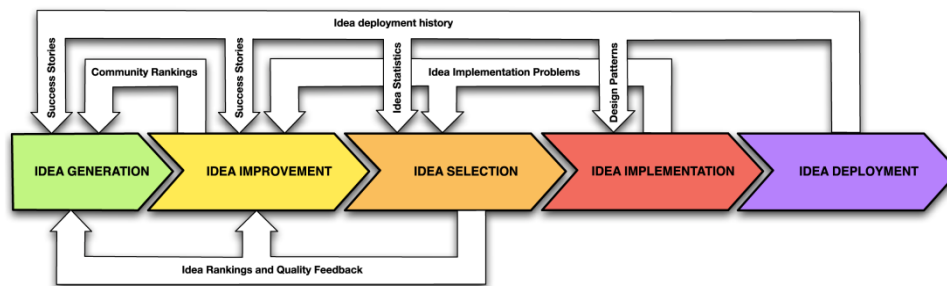 Idea deployment history
Success Stories
Community Rankings
Success Stories
Idea Statistics
Idea Implementation Problems
Design Patterns
IDEA GENERATION
IDEA IMPROVEMENT
IDEA SELECTION
IDEA IMPLEMENTATION
IDEA DEPLOYMENT
Idea Rankings and Quality Feedback